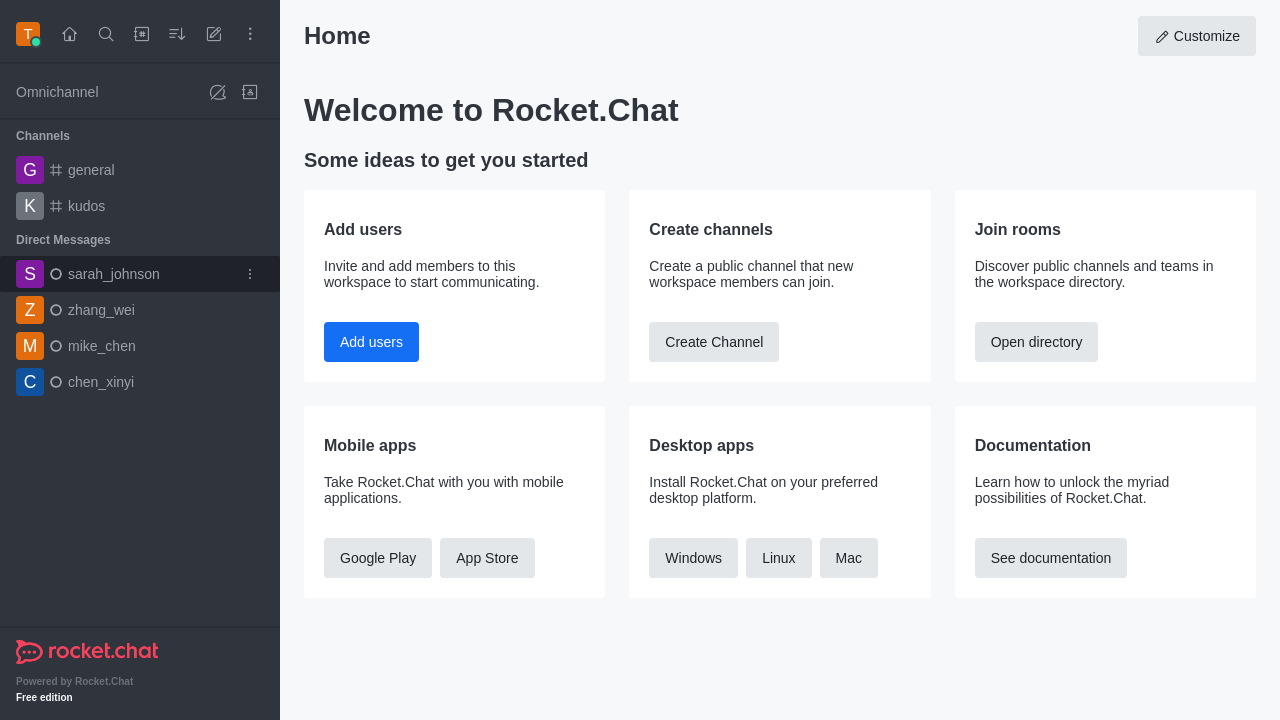 T
Home
Customize
Omnichannel
Channels
G general
K kudos
Direct Messages
S sarah_johnson
Z zhang_wei
M mike_chen
C chen_xinyi
rocket.chat
Powered by Rocket.Chat
Free edition
Welcome to Rocket.Chat
Some ideas to get you started
Add users
Invite and add members to this
workspace to start communicating.
Add users
Create channels
Create a public channel that new
workspace members can join.
Create Channel
Join rooms
Discover public channels and teams in
the workspace directory.
Open directory
Mobile apps
Take Rocket.Chat with you with mobile
applications.
Google Play App Store
Desktop apps
Install Rocket.Chat on your preferred
desktop platform.
Windows Linux Mac
Documentation
Learn how to unlock the myriad
possibilities of Rocket.Chat.
See documentation